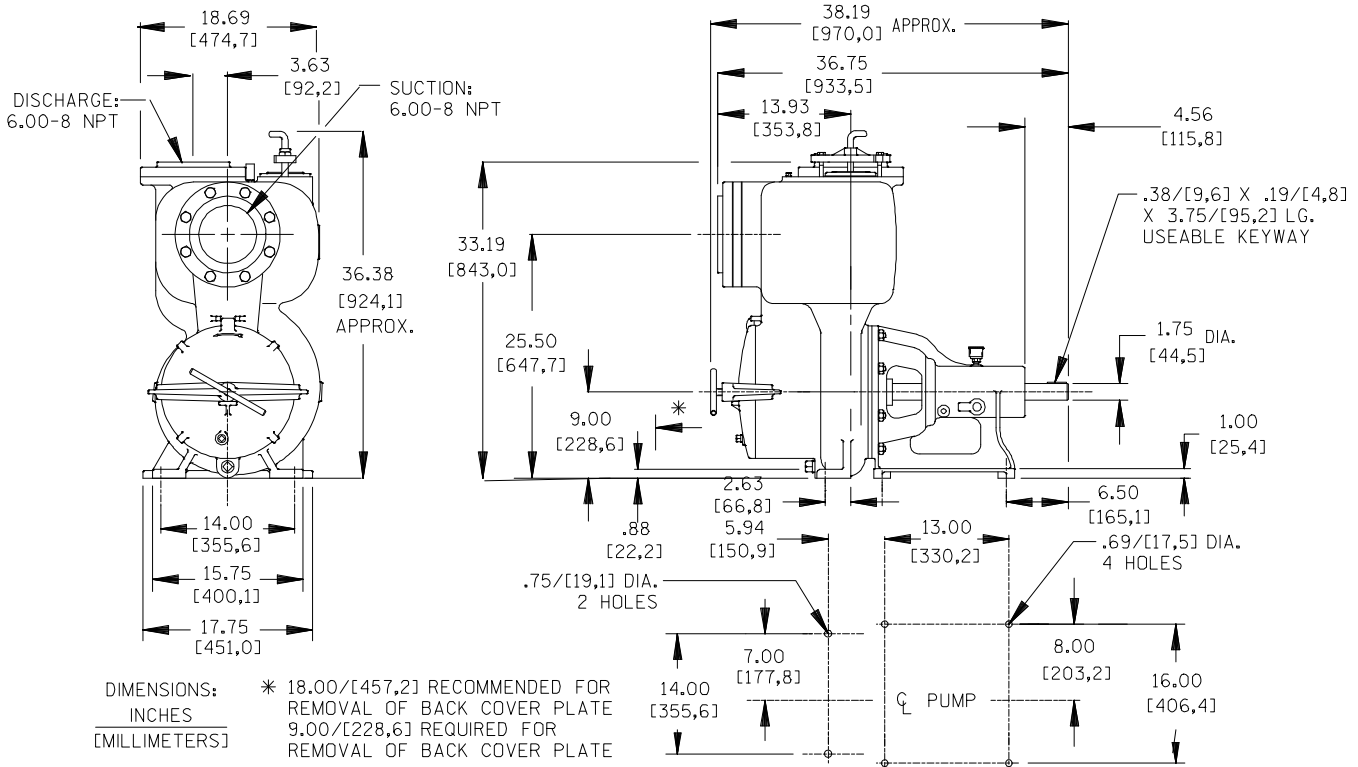 18.69
[474,7]
3.63
[92,2]
DISCHARGE:
6.00-8 NPT
SUCTION:
6.00-8 NPT
36.38
[924,1]
APPROX.
14.00
[355,6]
15.75
[400,1]
17.75
[451,0]
38.19
[970,0] APPROX.
36.75
[933,5]
13.93
[353,8]
4.56
[115,8]
.38/[9,6] X .19/[4,8]
X 3.75/[95,2] LG.
USEABLE KEYWAY
33.19
[843,0]
25.50
[647,7]
1.75 DIA.
[44,5]
*
9.00
[228,6]
1.00
[25,4]
2.63
[66,8]
6.50
[165,1]
.88
[22,2]
5.94
[150,9]
13.00
[330,2]
.69/[17,5] DIA.
4 HOLES
.75/[19,1] DIA.
2 HOLES
7.00
[177,8]
8.00
[203,2]
14.00
[355,6]
℄ PUMP
16.00
[406,4]
DIMENSIONS:
INCHES
[MILLIMETERS]
* 18.00/[457,2] RECOMMENDED FOR
REMOVAL OF BACK COVER PLATE
9.00/[228,6] REQUIRED FOR
REMOVAL OF BACK COVER PLATE